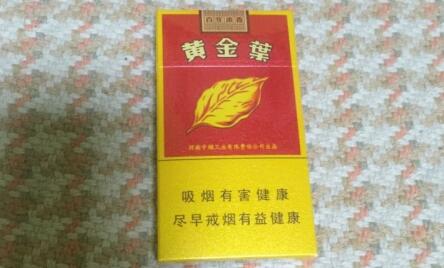 百年浓香
黄金葉
河南中烟工业有限责任公司出品
吸烟有害健康
尽早戒烟有益健康